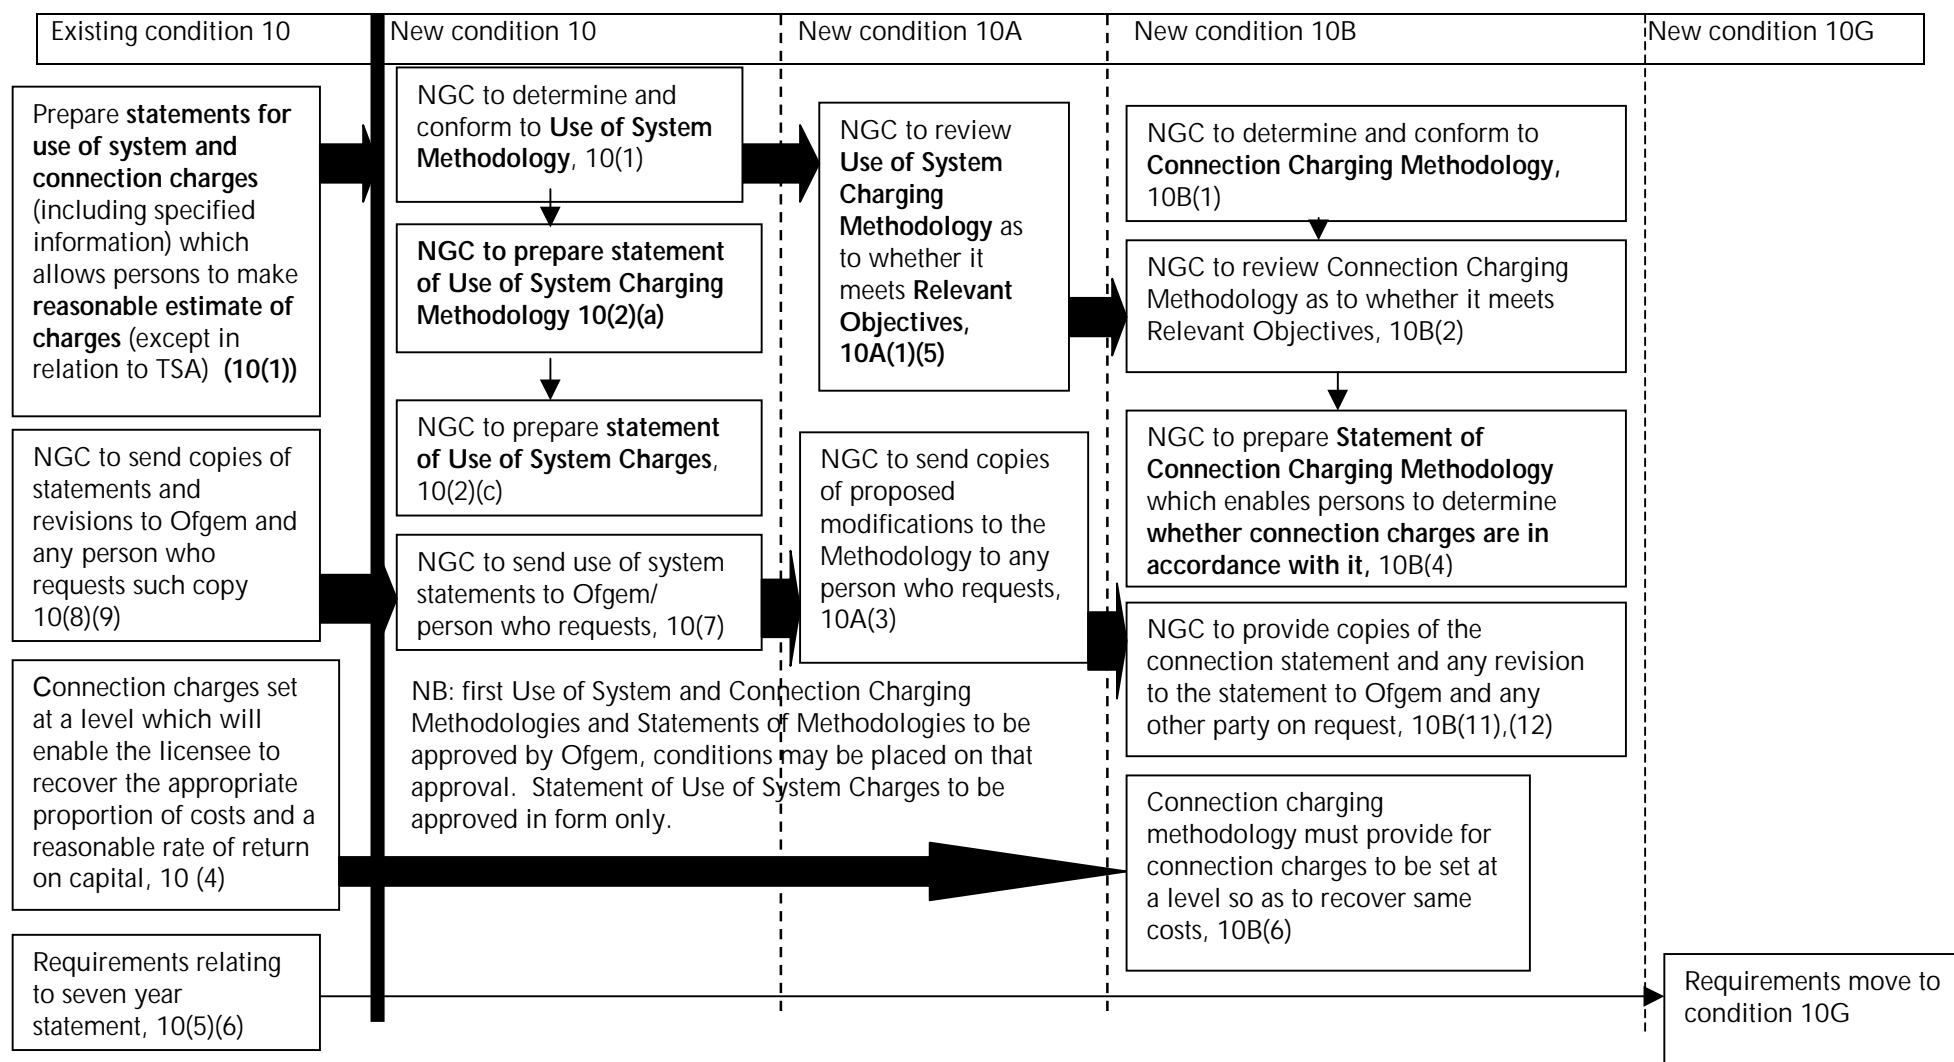 Existing condition 10
New condition 10
New condition 10A
New condition 10B
New condition 10G
Prepare statements for
use of system and
connection charges
(including specified
information) which
allows persons to make
reasonable estimate of
charges (except in
relation to TSA) (10(1))
NGC to send copies of
statements and
revisions to Ofgem and
any person who
requests such copy
10(8)(9)
Connection charges set
at a level which will
enable the licensee to
recover the appropriate
proportion of costs and a
reasonable rate of return
on capital, 10 (4)
Requirements relating
to seven year
statement, 10(5)(6)
NGC to determine and
conform to Use of System
Methodology, 10(1)
NGC to prepare statement
of Use of System Charging
Methodology 10(2)(a)
NGC to prepare statement
of Use of System Charges,
10(2)(c)
NGC to send use of system
statements to Ofgem/
person who requests, 10(7)
NB: first Use of System and Connection Charging
Methodologies and Statements of Methodologies to be
approved by Ofgem, conditions may be placed on that
approval. Statement of Use of System Charges to be
approved in form only.
NGC to review
Use of System
Charging
Methodology as
to whether it
meets Relevant
Objectives,
10A(1)(5)
NGC to send copies
of proposed
modifications to the
Methodology to any
person who requests,
10A(3)
NGC to determine and conform to
Connection Charging Methodology,
10B(1)
NGC to review Connection Charging
Methodology as to whether it meets
Relevant Objectives, 10B(2)
NGC to prepare Statement of
Connection Charging Methodology
which enables persons to determine
whether connection charges are in
accordance with it, 10B(4)
NGC to provide copies of the
connection statement and any revision
to the statement to Ofgem and any
other party on request, 10B(11),(12)
Connection charging
methodology must provide for
connection charges to be set at
a level so as to recover same
costs, 10B(6)
Requirements move to
condition 10G